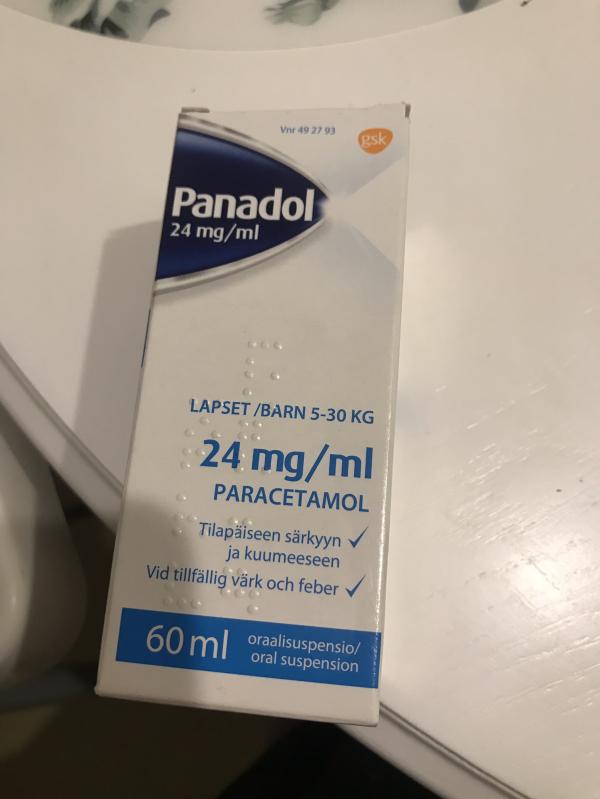 Vnr 49 27 93
gsk
Panadol
24 mg/ml
LAPSET /BARN 5-30 KG
24 mg/ml
PARACETAMOL
Tilapäiseen särkyyn
ja kuumeeseen
Vid tillfällig värk och feber
60 ml
oraalisuspensio/
oral suspension